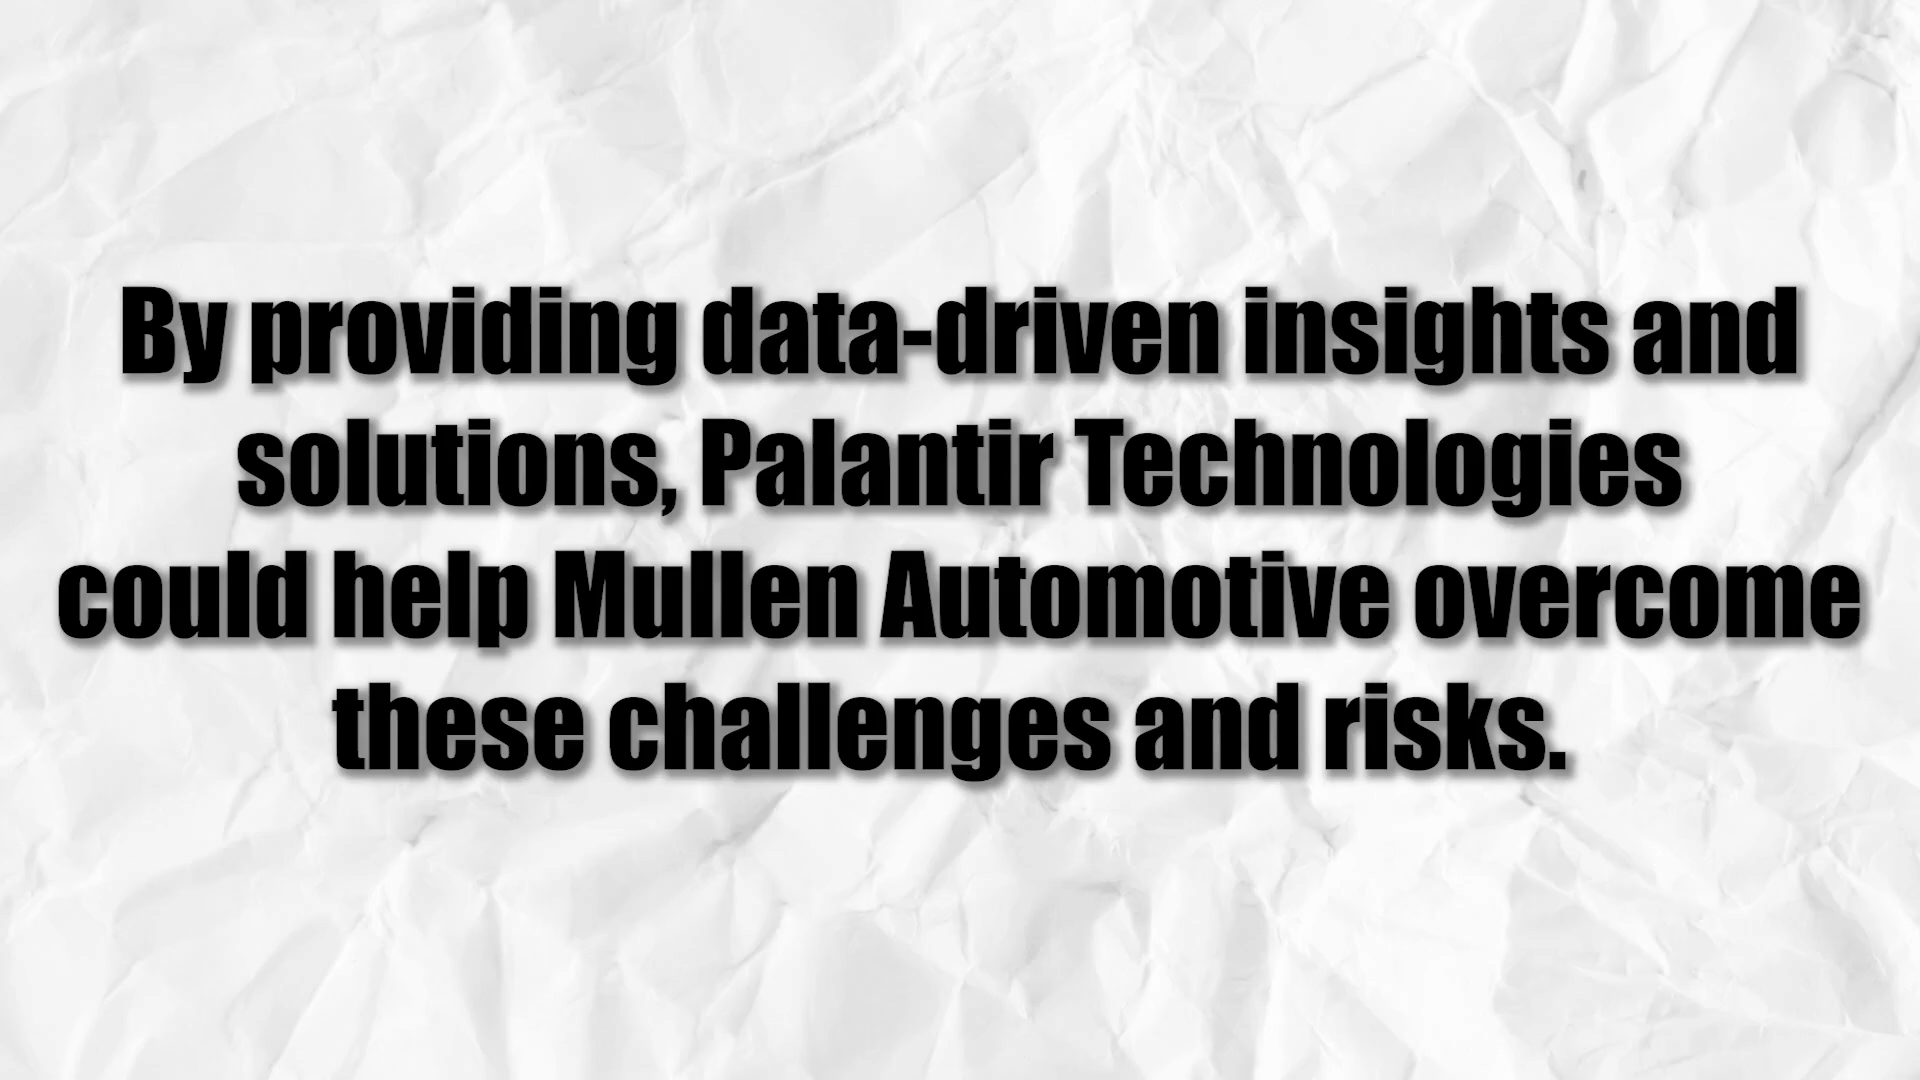 By providing data-driven insights and
solutions, Palantir Technologies
could help Mullen Automotive overcome
these challenges and risks.